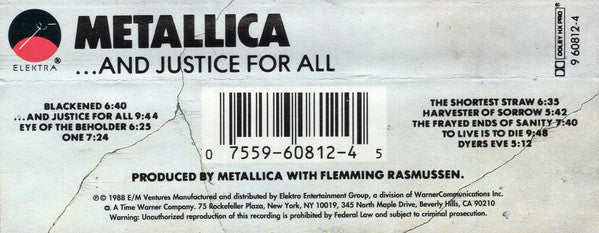 METALLICA
...AND JUSTICE FOR ALL
ELEKTRA®
DOLBY HX PRO®
9 60812-4
BLACKENED 6:40
...AND JUSTICE FOR ALL 9:44
EYE OF THE BEHOLDER 6:25
ONE 7:24
0 7559-60812-4 5
THE SHORTEST STRAW 6:35
HARVESTER OF SORROW 5:42
THE FRAYED ENDS OF SANITY 7:40
TO LIVE IS TO DIE 9:48
DYERS EVE 5:12
PRODUCED BY METALLICA WITH FLEMMING RASMUSSEN.
℗ © 1988 E/M Ventures Manufactured and distributed by Elektra Entertainment Group, a division of WarnerCommunications Inc.
A Time Warner Company. 75 Rockefeller Plaza, New York, NY 10019, 345 North Maple Drive, Beverly Hills, CA 90210
Warning: Unauthorized reproduction of this recording is prohibited by Federal Law and subject to criminal prosecution.